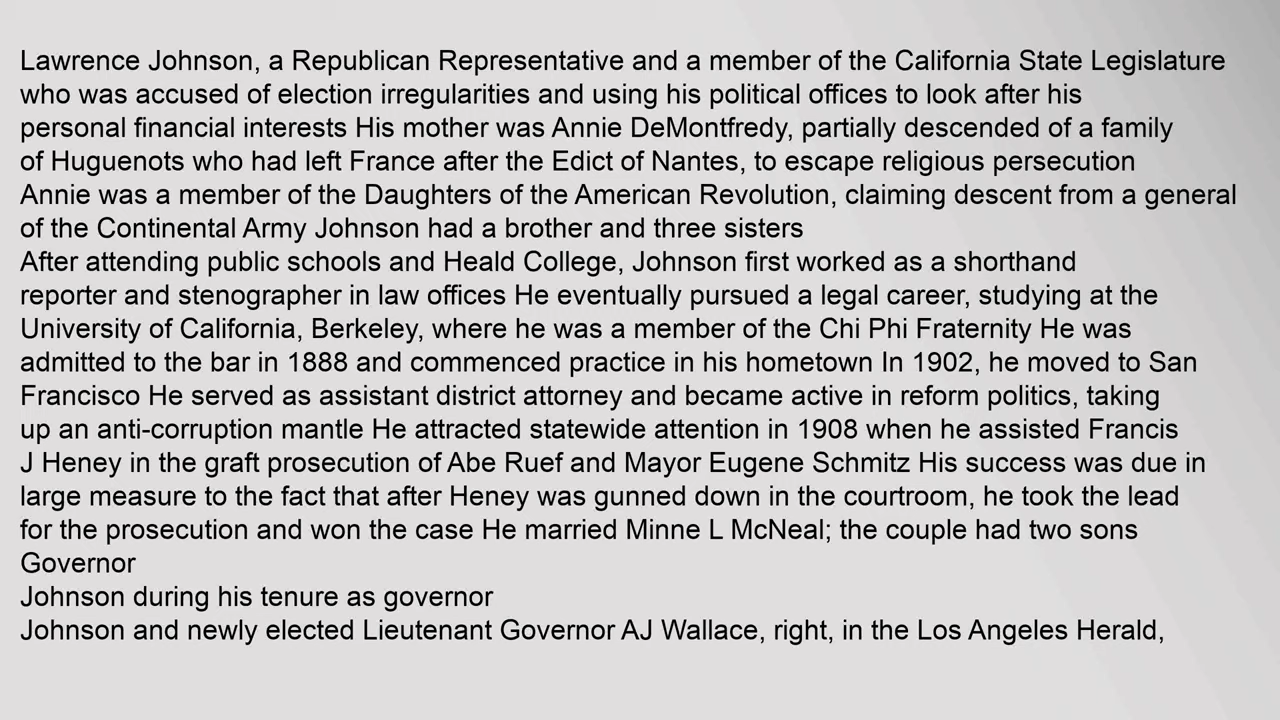 Lawrence Johnson, a Republican Representative and a member of the California State Legislature
who was accused of election irregularities and using his political offices to look after his
personal financial interests His mother was Annie DeMontfredy, partially descended of a family
of Huguenots who had left France after the Edict of Nantes, to escape religious persecution
Annie was a member of the Daughters of the American Revolution, claiming descent from a general
of the Continental Army Johnson had a brother and three sisters
After attending public schools and Heald College, Johnson first worked as a shorthand
reporter and stenographer in law offices He eventually pursued a legal career, studying at the
University of California, Berkeley, where he was a member of the Chi Phi Fraternity He was
admitted to the bar in 1888 and commenced practice in his hometown In 1902, he moved to San
Francisco He served as assistant district attorney and became active in reform politics, taking
up an anti-corruption mantle He attracted statewide attention in 1908 when he assisted Francis
J Heney in the graft prosecution of Abe Ruef and Mayor Eugene Schmitz His success was due in
large measure to the fact that after Heney was gunned down in the courtroom, he took the lead
for the prosecution and won the case He married Minne L McNeal; the couple had two sons
Governor
Johnson during his tenure as governor
Johnson and newly elected Lieutenant Governor AJ Wallace, right, in the Los Angeles Herald,